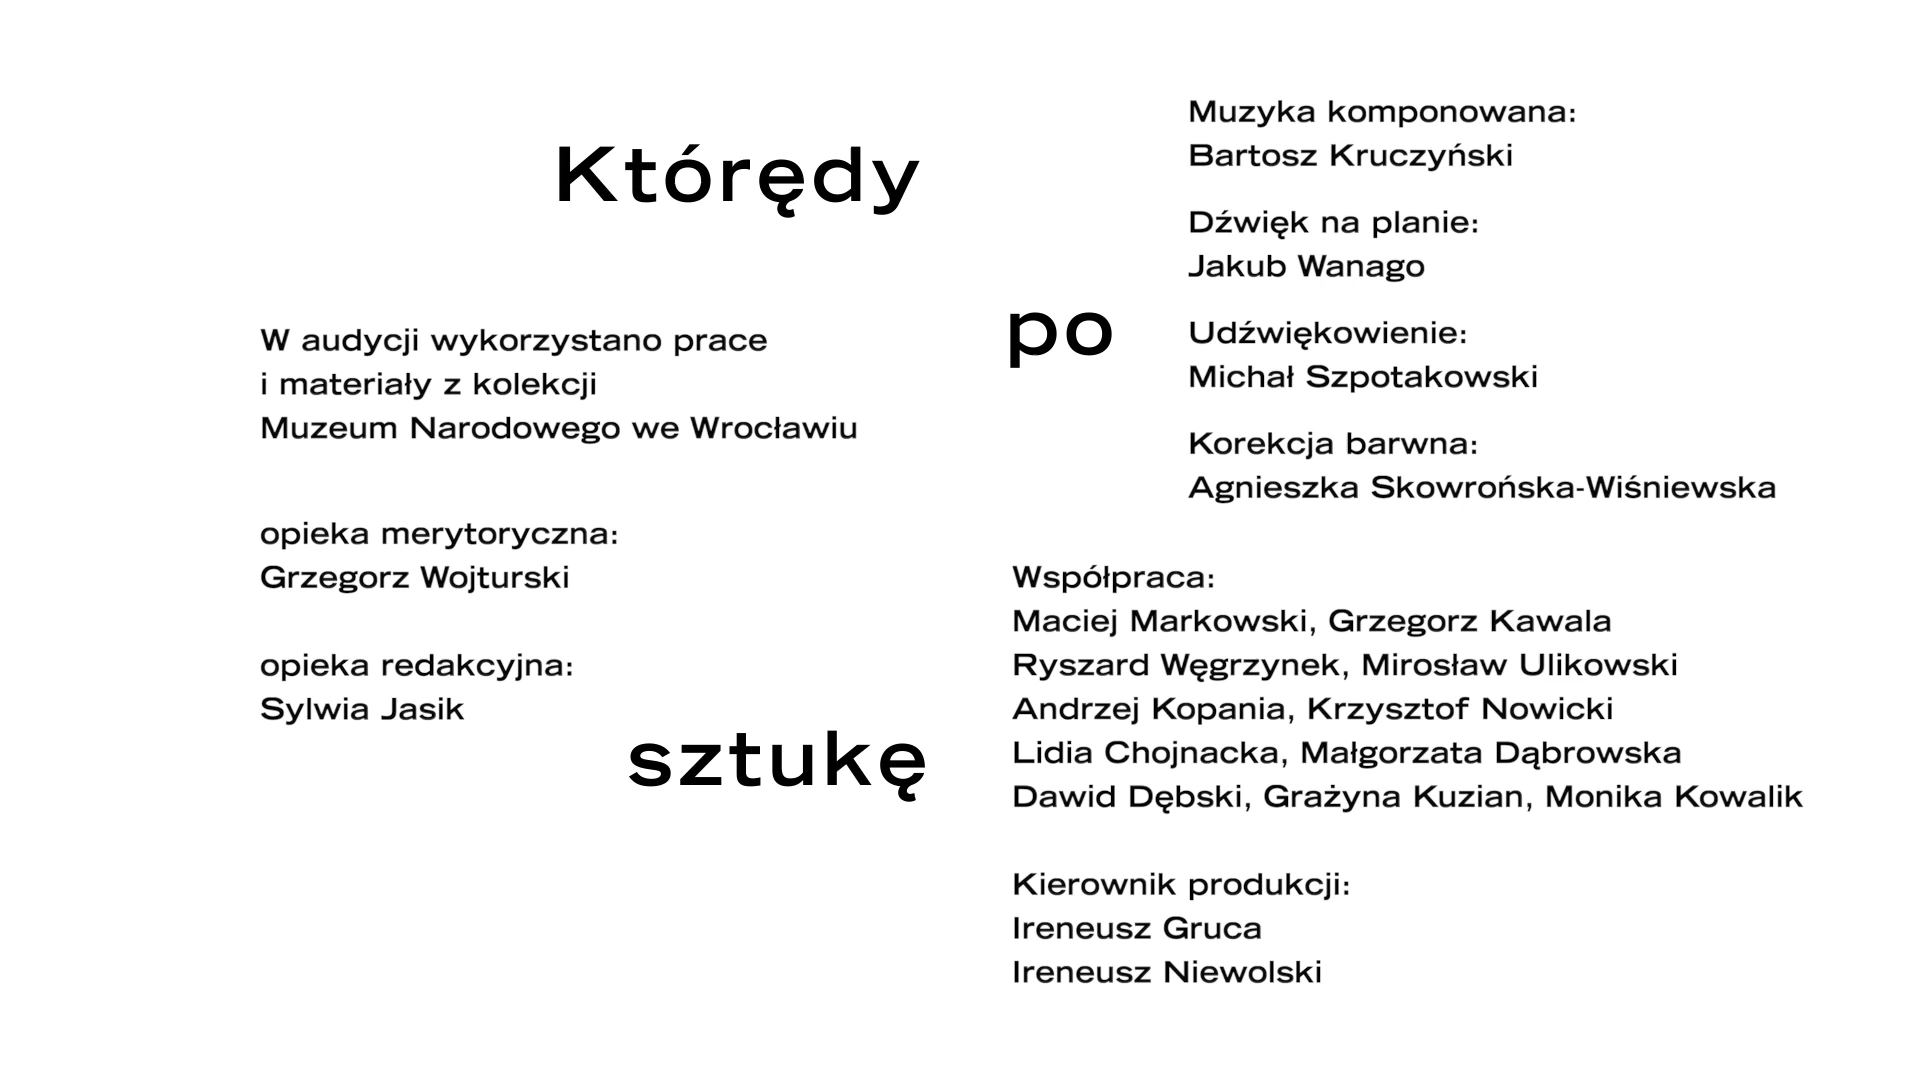 Którędy
po
sztukę
W audycji wykorzystano prace
i materiały z kolekcji
Muzeum Narodowego we Wrocławiu
opieka merytoryczna:
Grzegorz Wojturski
opieka redakcyjna:
Sylwia Jasik
Muzyka komponowana:
Bartosz Kruczyński
Dźwięk na planie:
Jakub Wanago
Udźwiękowienie:
Michał Szpotakowski
Korekcja barwna:
Agnieszka Skowrońska-Wiśniewska
Współpraca:
Maciej Markowski, Grzegorz Kawala
Ryszard Węgrzynek, Mirosław Ulikowski
Andrzej Kopania, Krzysztof Nowicki
Lidia Chojnacka, Małgorzata Dąbrowska
Dawid Dębski, Grażyna Kuzian, Monika Kowalik
Kierownik produkcji:
Ireneusz Gruca
Ireneusz Niewolski